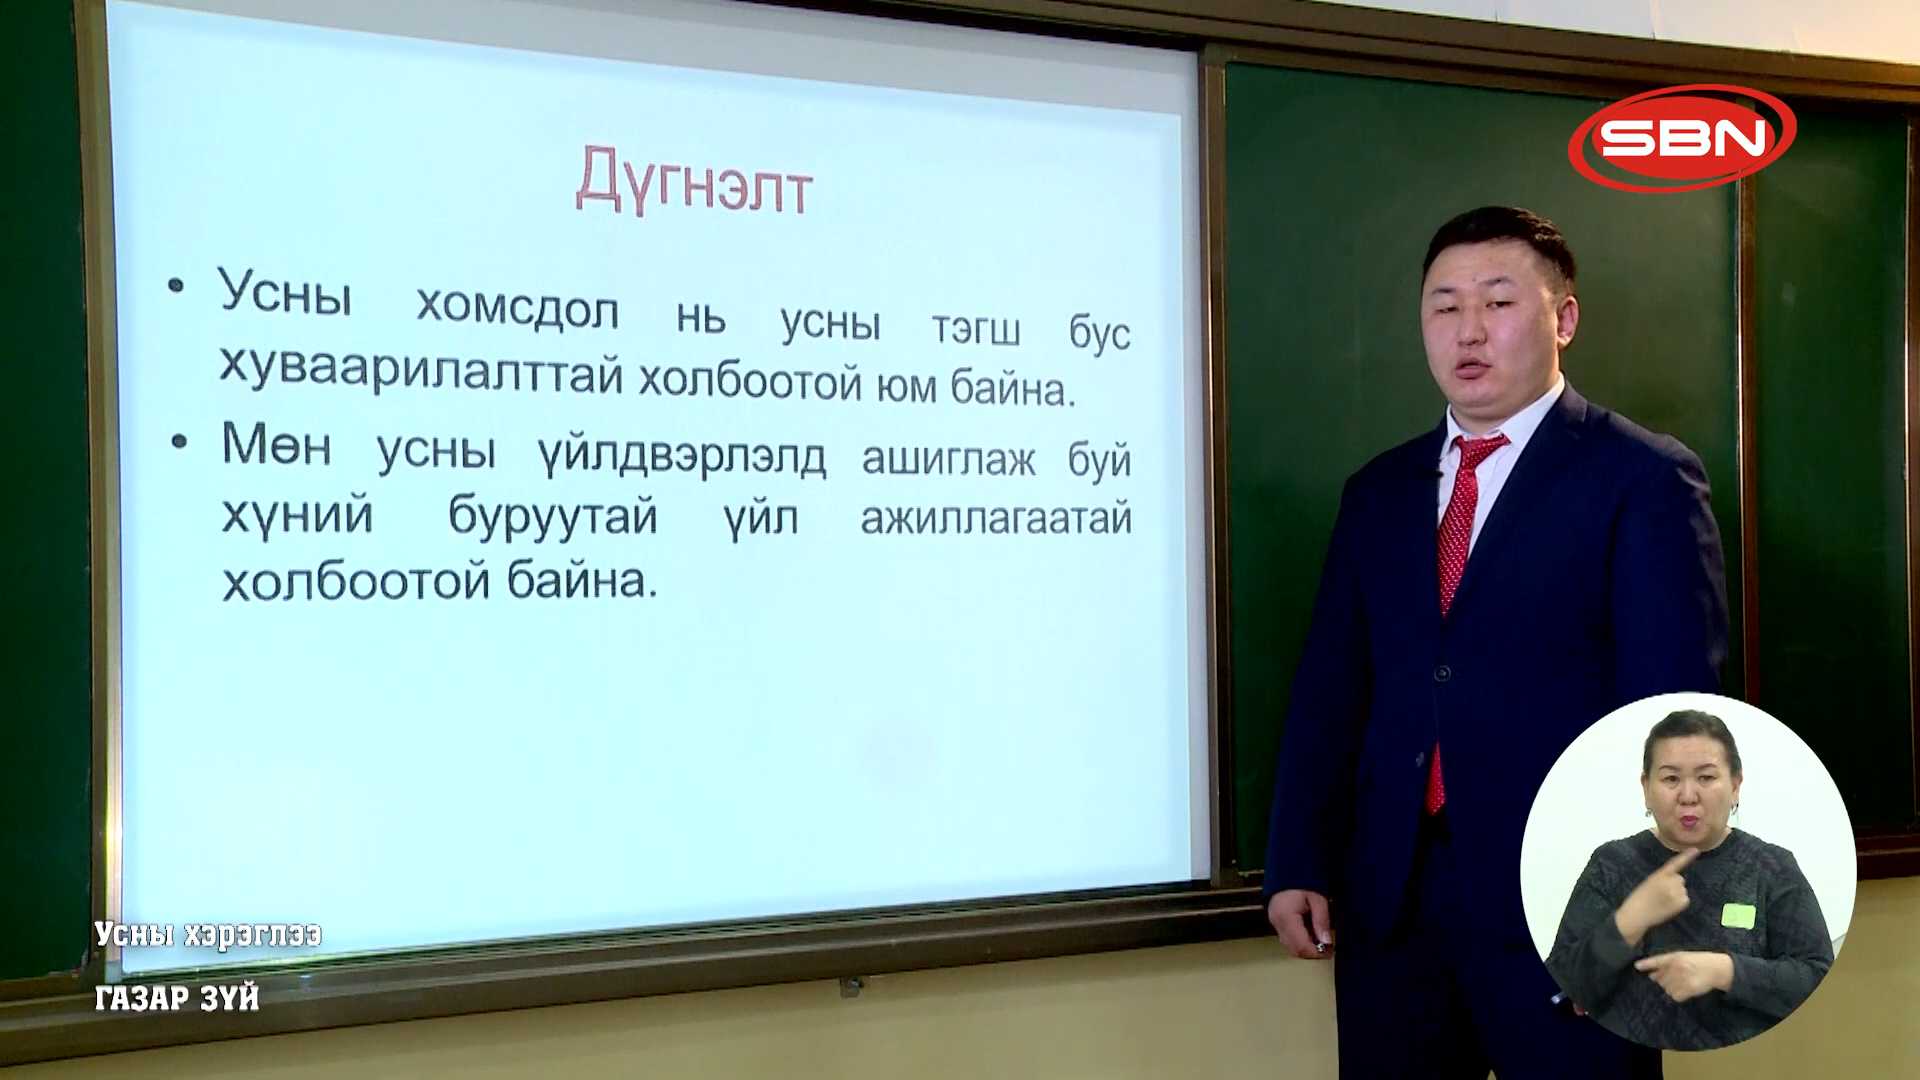 SBN
Дүгнэлт
• Усны хомсдол нь усны тэгш бус
хуваарилалттай холбоотой юм байна.
• Мөн усны үйлдвэрлэлд ашиглаж буй
хүний буруутай үйл ажиллагаатай
холбоотой байна.
Усны хэрэглээ
ГАЗАР ЗҮЙ